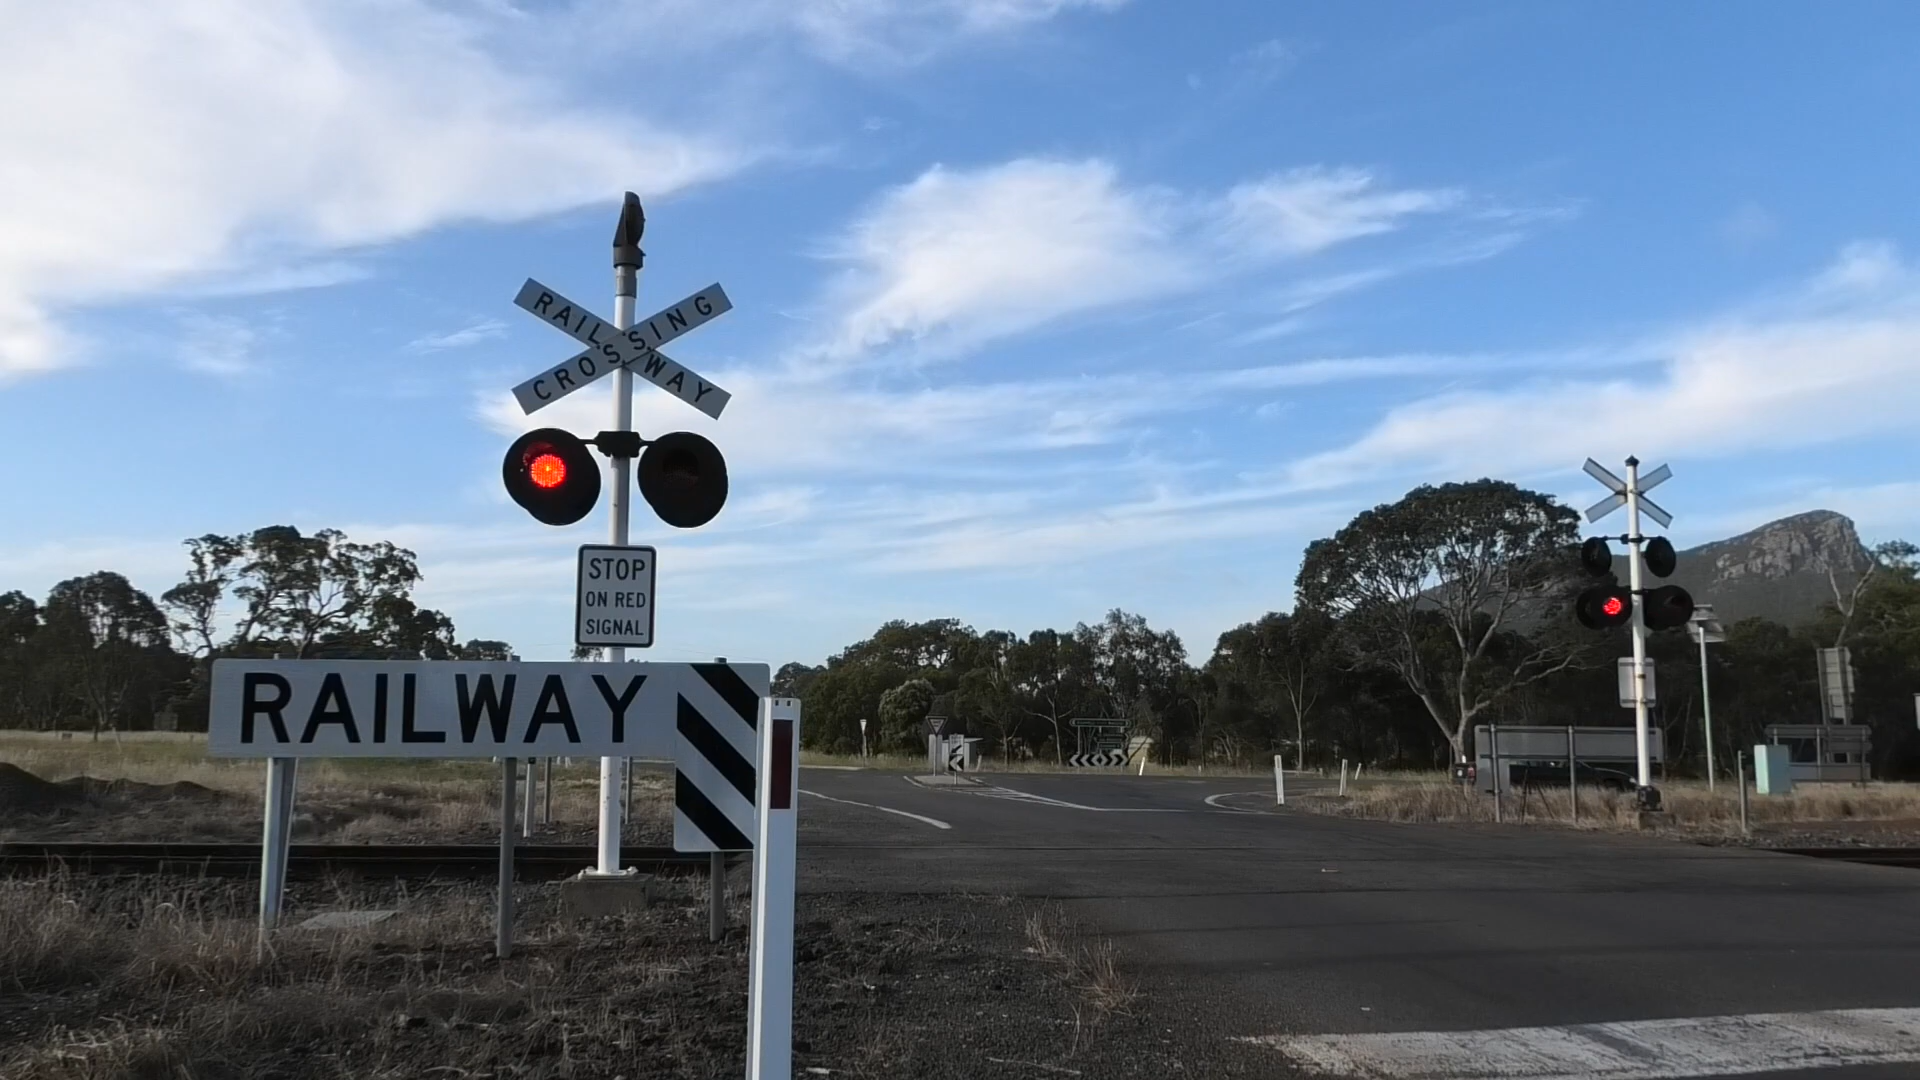 RAILWAY
CROSSING
STOP
ON RED
SIGNAL
RAILWAY